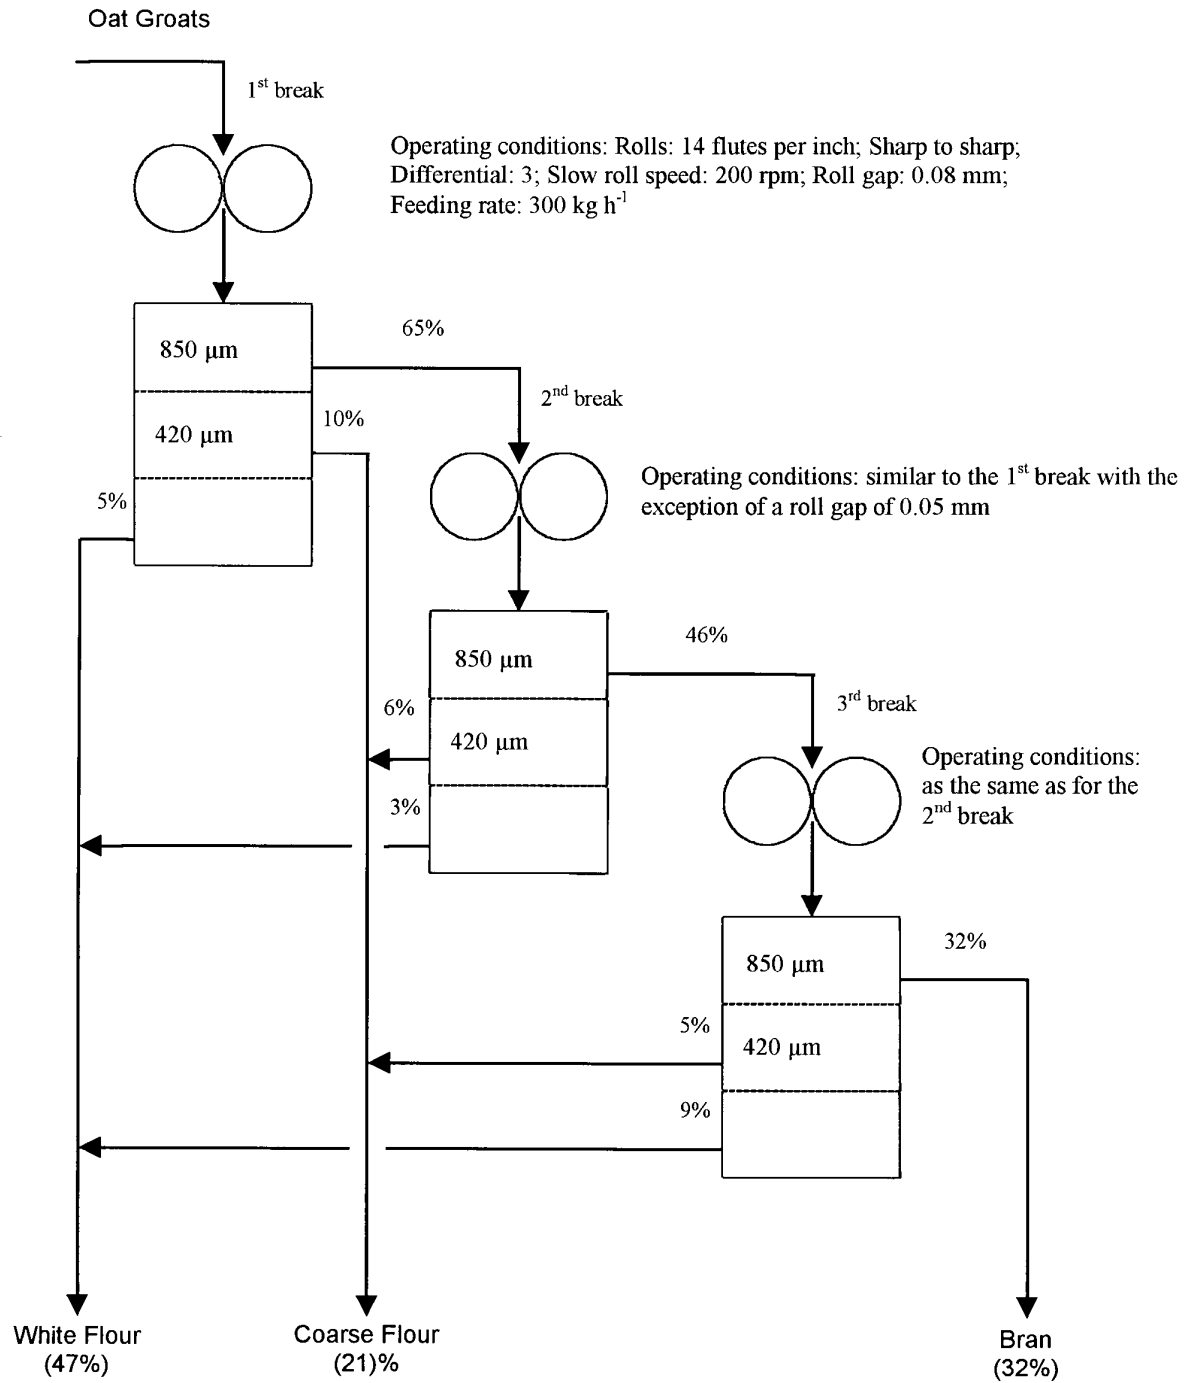 Oat Groats
1st break
Operating conditions: Rolls: 14 flutes per inch; Sharp to sharp;
Differential: 3; Slow roll speed: 200 rpm; Roll gap: 0.08 mm;
Feeding rate: 300 kg h-1
850 µm
65%
2nd break
420 µm
10%
5%
Operating conditions: similar to the 1st break with the
exception of a roll gap of 0.05 mm
850 µm
46%
3rd break
6%
420 µm
3%
Operating conditions:
as the same as for the
2nd break
850 µm
32%
5%
420 µm
9%
White Flour
(47%)
Coarse Flour
(21)%
Bran
(32%)